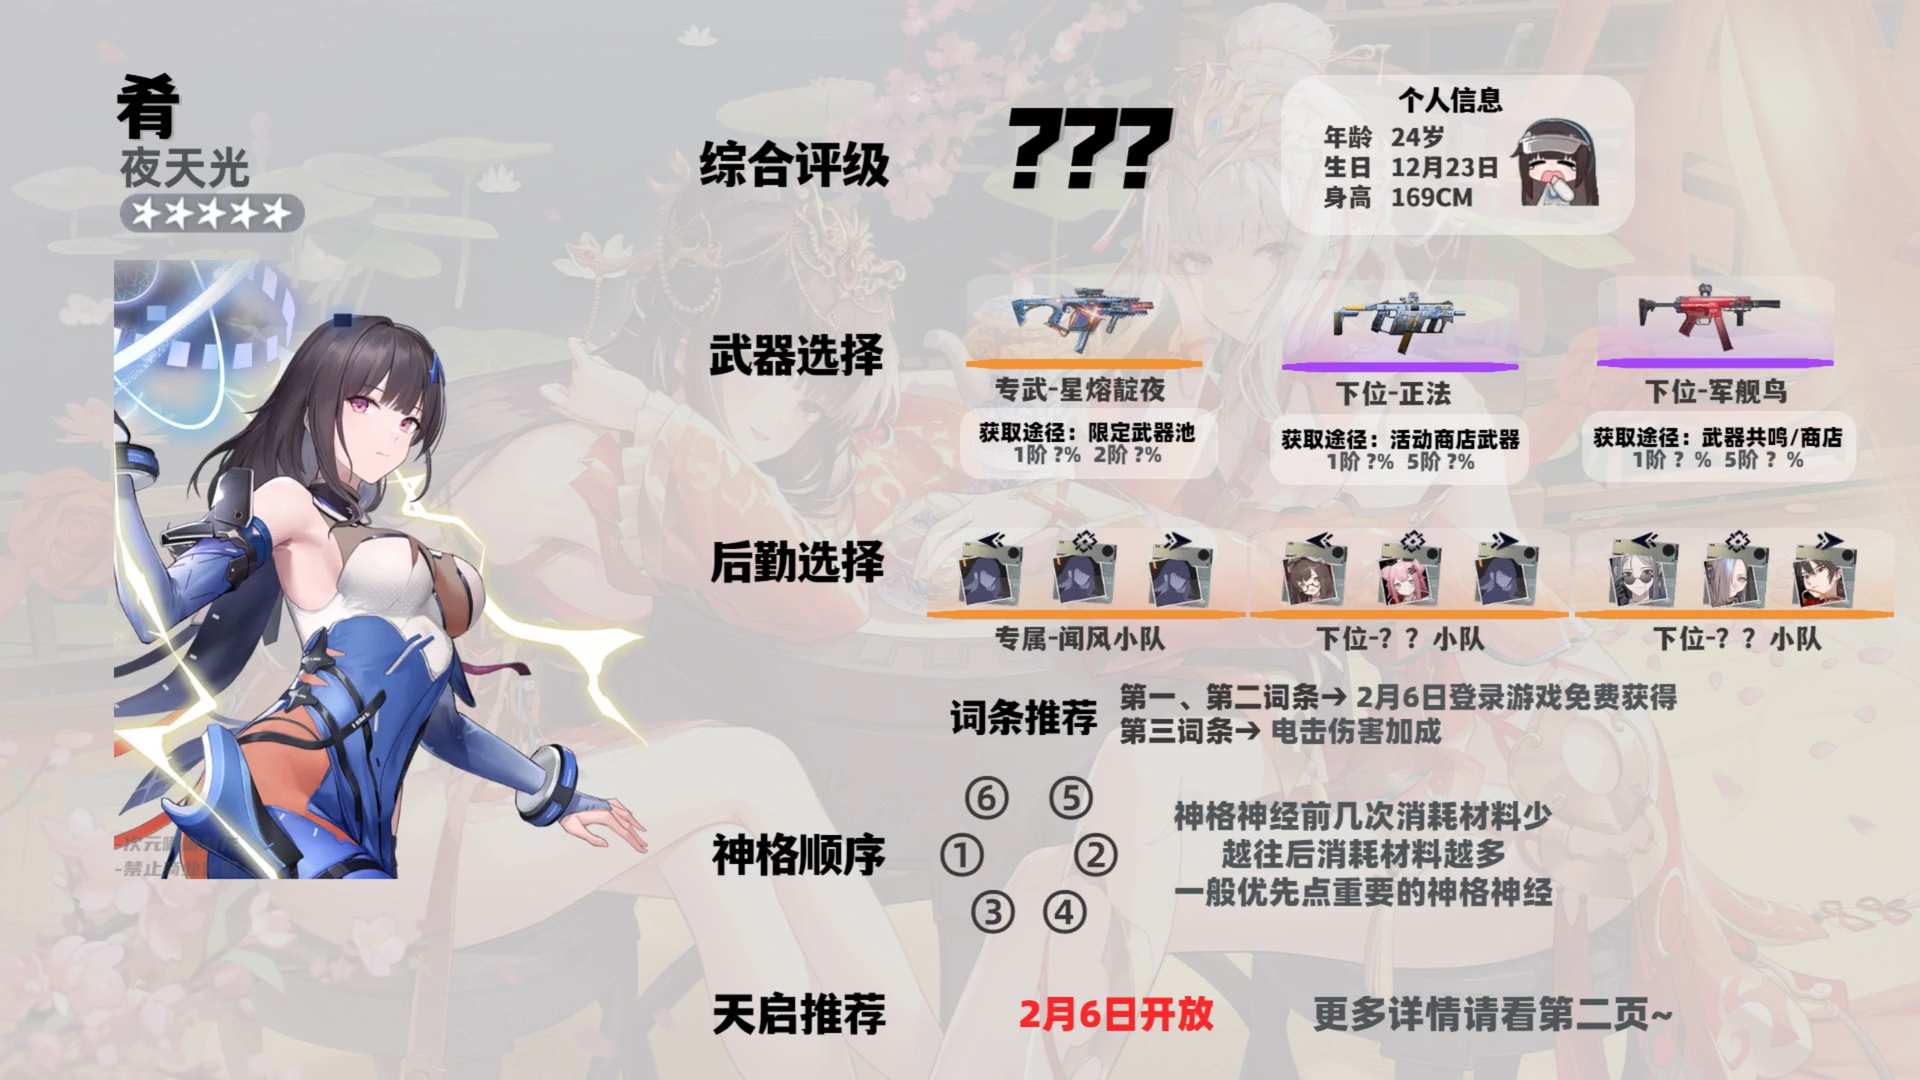 肴
夜天光
综合评级
???
个人信息
年龄 24岁
生日 12月23日
身高 169CM
武器选择
专武-星熔靛夜
获取途径：限定武器池
1阶 ?% 2阶 ?%
下位-正法
获取途径：活动商店武器
1阶 ?% 5阶 ?%
下位-军舰鸟
获取途径：武器共鸣/商店
1阶 ? % 5阶 ? %
后勤选择
专属-闻风小队
下位-？？小队
下位-？？小队
词条推荐
第一、第二词条→ 2月6日登录游戏免费获得
第三词条→ 电击伤害加成
神格顺序
⑥ ⑤
① ②
③ ④
神格神经前几次消耗材料少
越往后消耗材料越多
一般优先点重要的神格神经
天启推荐
2月6日开放
更多详情请看第二页~